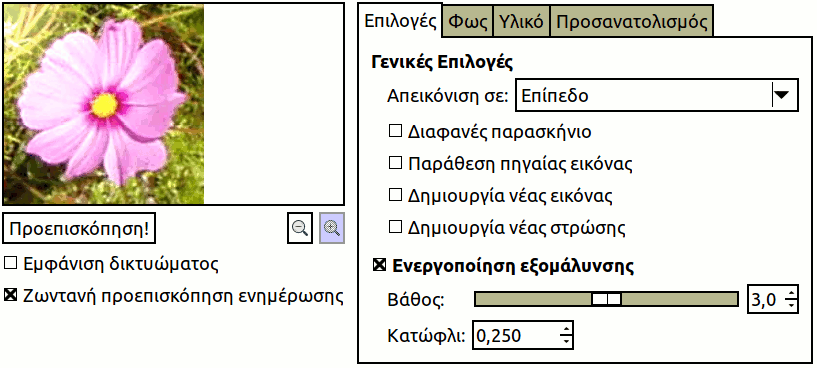 Επιλογές Φως Υλικό Προσανατολισμός
Γενικές Επιλογές
Απεικόνιση σε: Επίπεδο
Διαφανές παρασκήνιο
Παράθεση πηγαίας εικόνας
Δημιουργία νέας εικόνας
Δημιουργία νέας στρώσης
Ενεργοποίηση εξομάλυνσης
Βάθος: 3,0
Κατώφλι: 0,250
Προεπισκόπηση!
Εμφάνιση δικτυώματος
Ζωντανή προεπισκόπηση ενημέρωσης